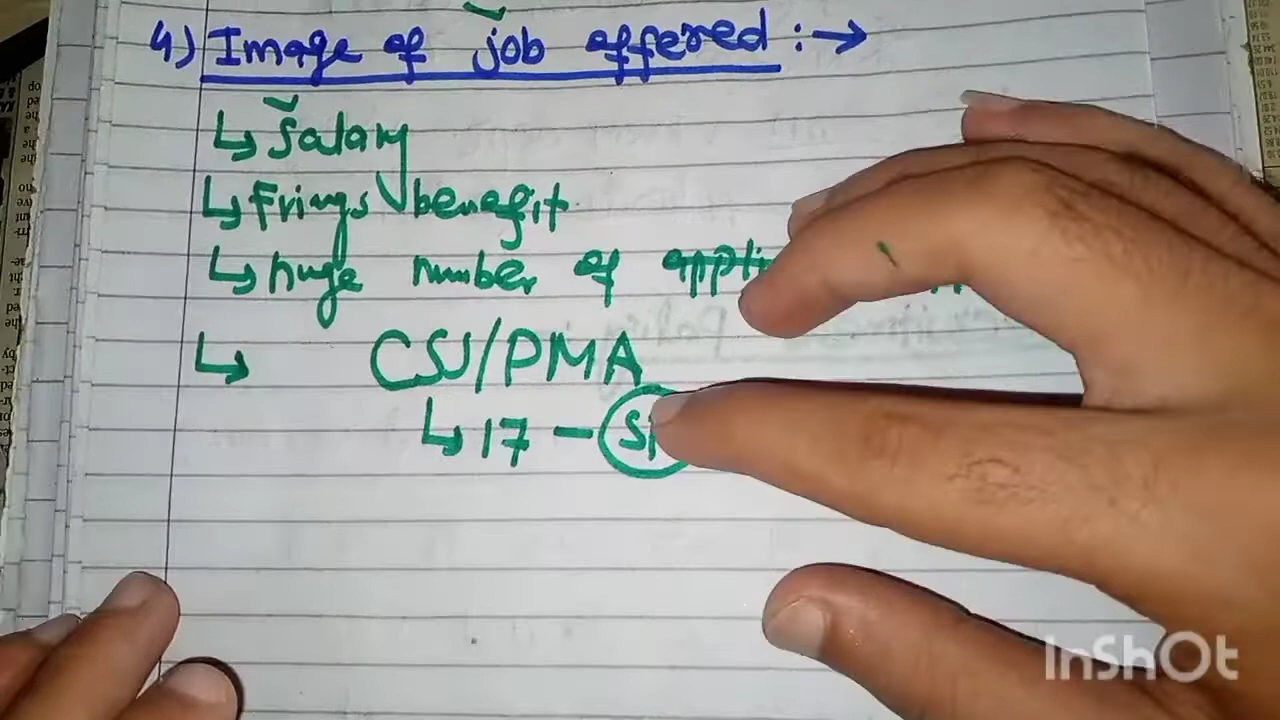 4) Image of job offered :→
↳ Salary
↳ Frings benefit
↳ huge number of
↳ CSJ/PMA
↳ 17 –
InShOt